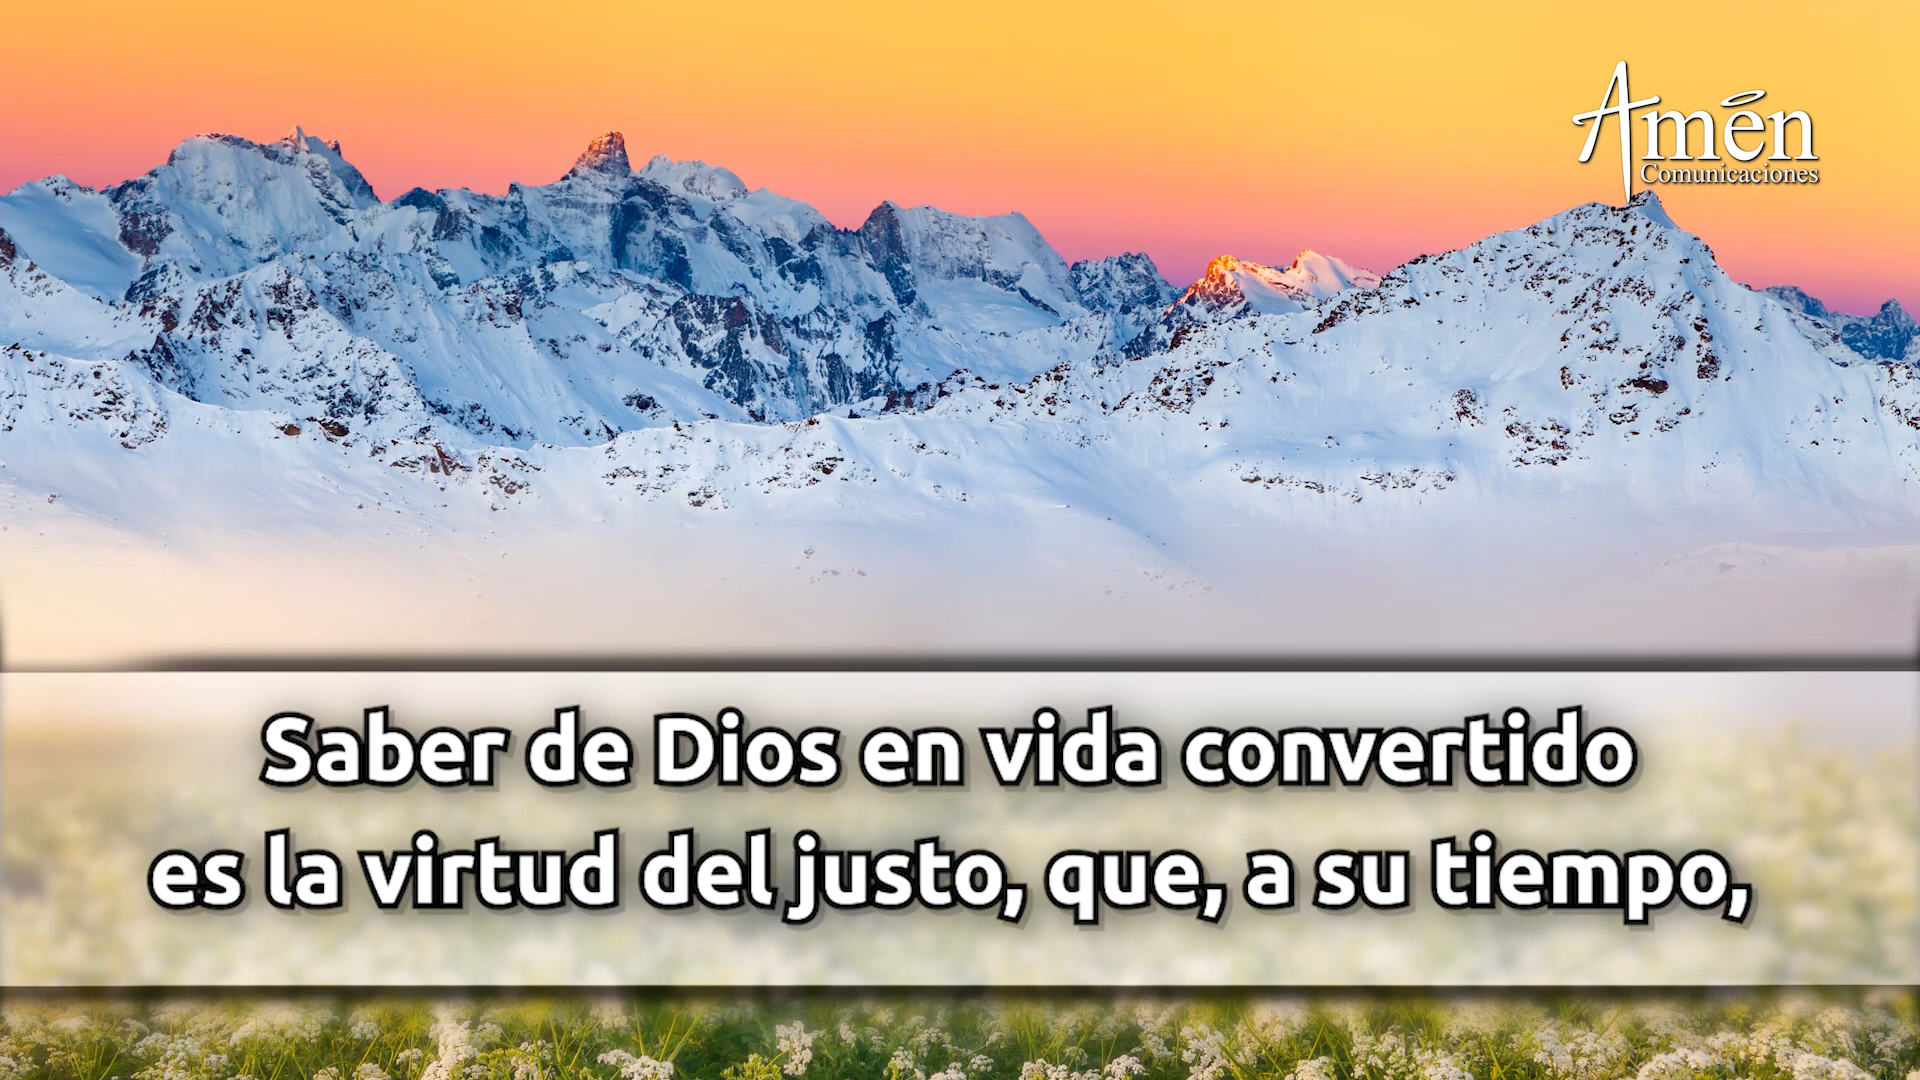 Amén
Comunicaciones
Saber de Dios en vida convertido
es la virtud del justo, que, a su tiempo,